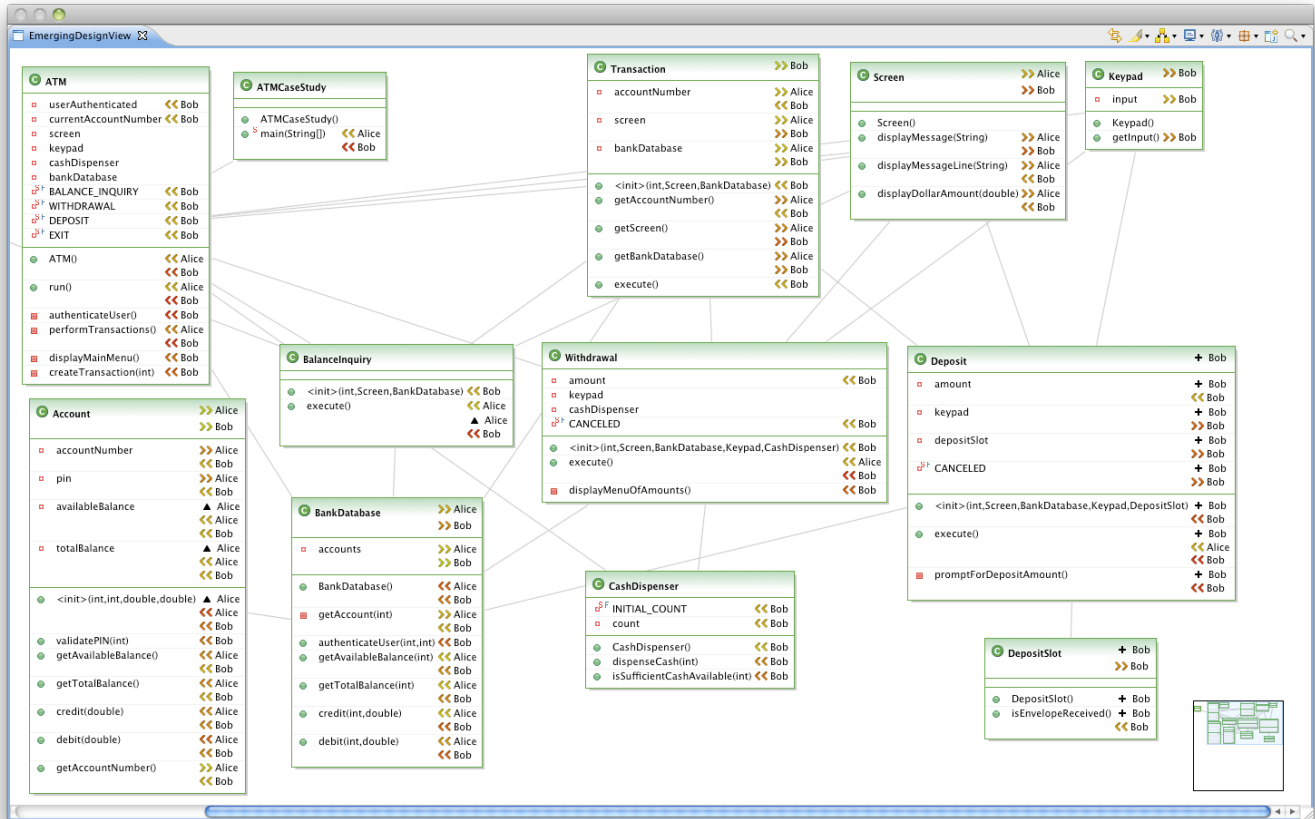 EmergingDesignView
ATM
userAuthenticated Bob
currentAccountNumber Bob
screen
keypad
cashDispenser
bankDatabase
BALANCE_INQUIRY Bob
WITHDRAWAL Bob
DEPOSIT Bob
EXIT Bob
ATM() Alice
Bob
run() Alice
Bob
authenticateUser() Bob
performTransactions() Alice
Bob
displayMainMenu() Bob
createTransaction(int) Bob
ATMCaseStudy
ATMCaseStudy()
main(String[]) Alice
Bob
Transaction Bob
accountNumber Alice
Bob
screen Alice
Bob
bankDatabase Alice
Bob
<init>(int,Screen,BankDatabase) Bob
getAccountNumber() Alice
Bob
getScreen() Alice
Bob
getBankDatabase() Alice
Bob
execute() Bob
Screen Alice
Bob
Screen()
displayMessage(String) Alice
Bob
displayMessageLine(String) Alice
Bob
displayDollarAmount(double) Alice
Bob
Keypad Bob
input Bob
Keypad()
getInput() Bob
BalanceInquiry
<init>(int,Screen,BankDatabase) Bob
execute() Alice
Alice
Bob
Withdrawal
amount Bob
keypad
cashDispenser
CANCELED Bob
<init>(int,Screen,BankDatabase,Keypad,CashDispenser) Bob
execute() Alice
Bob
displayMenuOfAmounts() Bob
Deposit + Bob
amount + Bob
Bob
keypad + Bob
Bob
depositSlot + Bob
Bob
CANCELED + Bob
Bob
<init>(int,Screen,BankDatabase,Keypad,DepositSlot) + Bob
Bob
execute() + Bob
Alice
Bob
promptForDepositAmount() + Bob
Bob
Account Alice
Bob
accountNumber Alice
Bob
pin Alice
Bob
availableBalance Alice
Alice
Bob
totalBalance Alice
Alice
Bob
<init>(int,int,double,double) Alice
Alice
Bob
validatePIN(int) Bob
getAvailableBalance() Alice
Bob
getTotalBalance() Alice
Bob
credit(double) Alice
Bob
debit(double) Alice
Bob
getAccountNumber() Alice
Bob
BankDatabase Alice
Bob
accounts Alice
Bob
BankDatabase() Alice
Bob
getAccount(int) Alice
Bob
authenticateUser(int,int) Bob
getAvailableBalance(int) Alice
Bob
getTotalBalance(int) Alice
Bob
credit(int,double) Alice
Bob
debit(int,double) Alice
Bob
CashDispenser
INITIAL_COUNT Bob
count Bob
CashDispenser() Bob
dispenseCash(int) Bob
isSufficientCashAvailable(int) Bob
DepositSlot + Bob
Bob
DepositSlot() + Bob
isEnvelopeReceived() + Bob
Bob